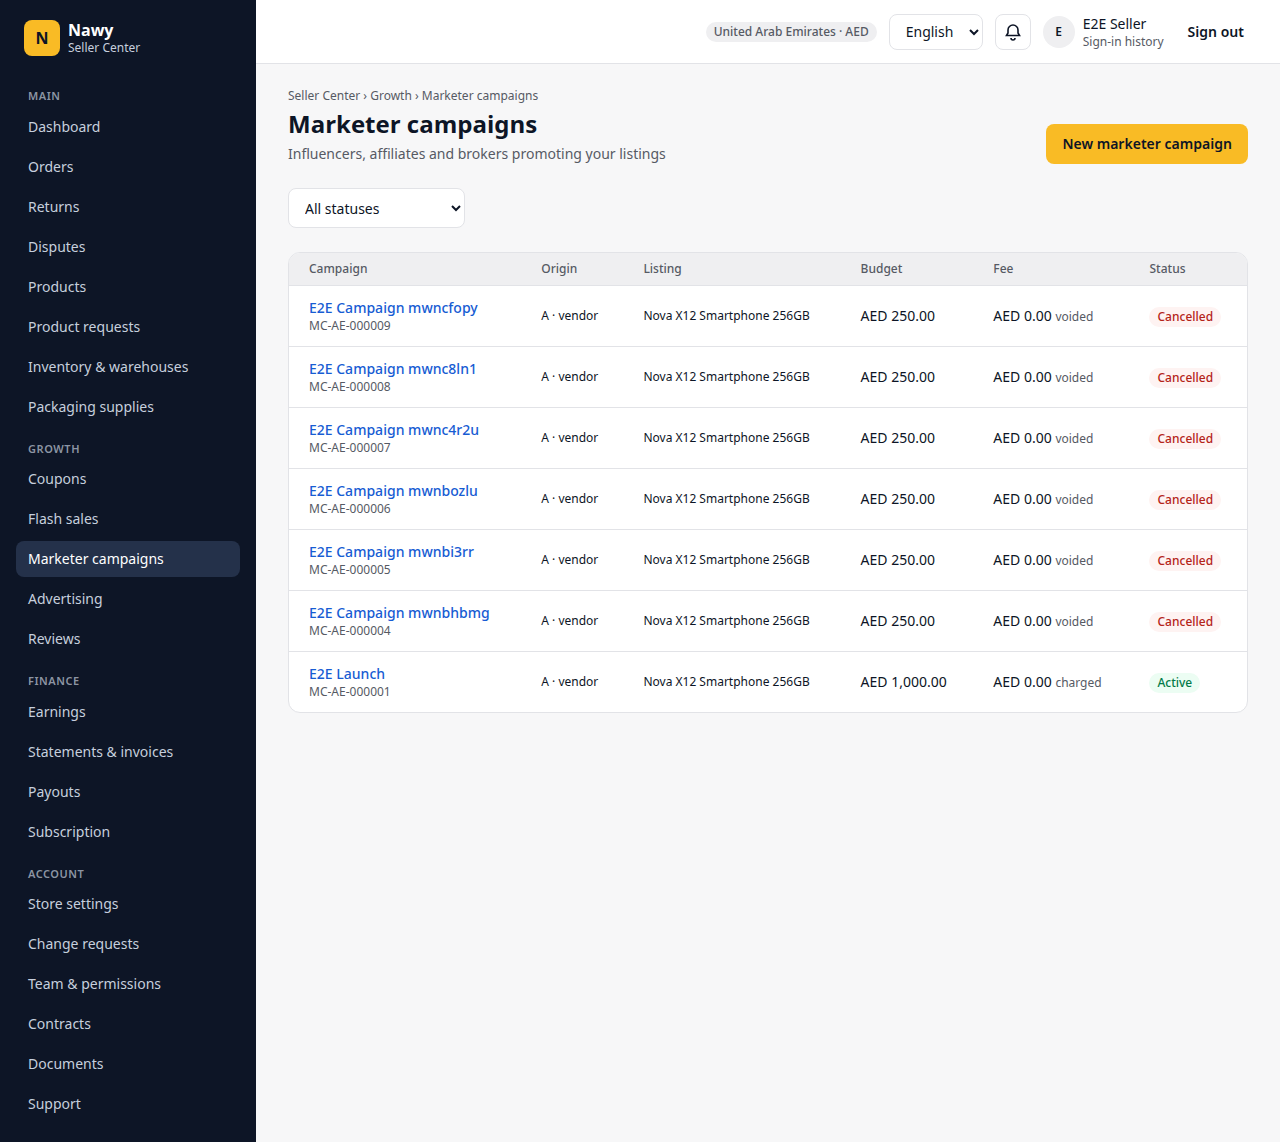 N
Nawy
Seller Center
MAIN
Dashboard
Orders
Returns
Disputes
Products
Product requests
Inventory & warehouses
Packaging supplies
GROWTH
Coupons
Flash sales
Marketer campaigns
Advertising
Reviews
FINANCE
Earnings
Statements & invoices
Payouts
Subscription
ACCOUNT
Store settings
Change requests
Team & permissions
Contracts
Documents
Support
United Arab Emirates · AED
English
E
E2E Seller
Sign-in history
Sign out
Seller Center › Growth › Marketer campaigns
Marketer campaigns
Influencers, affiliates and brokers promoting your listings
New marketer campaign
All statuses
Campaign Origin Listing Budget Fee Status
E2E Campaign mwncfopy
MC-AE-000009
A · vendor Nova X12 Smartphone 256GB AED 250.00 AED 0.00 voided Cancelled
E2E Campaign mwnc8ln1
MC-AE-000008
A · vendor Nova X12 Smartphone 256GB AED 250.00 AED 0.00 voided Cancelled
E2E Campaign mwnc4r2u
MC-AE-000007
A · vendor Nova X12 Smartphone 256GB AED 250.00 AED 0.00 voided Cancelled
E2E Campaign mwnbozlu
MC-AE-000006
A · vendor Nova X12 Smartphone 256GB AED 250.00 AED 0.00 voided Cancelled
E2E Campaign mwnbi3rr
MC-AE-000005
A · vendor Nova X12 Smartphone 256GB AED 250.00 AED 0.00 voided Cancelled
E2E Campaign mwnbhbmg
MC-AE-000004
A · vendor Nova X12 Smartphone 256GB AED 250.00 AED 0.00 voided Cancelled
E2E Launch
MC-AE-000001
A · vendor Nova X12 Smartphone 256GB AED 1,000.00 AED 0.00 charged Active